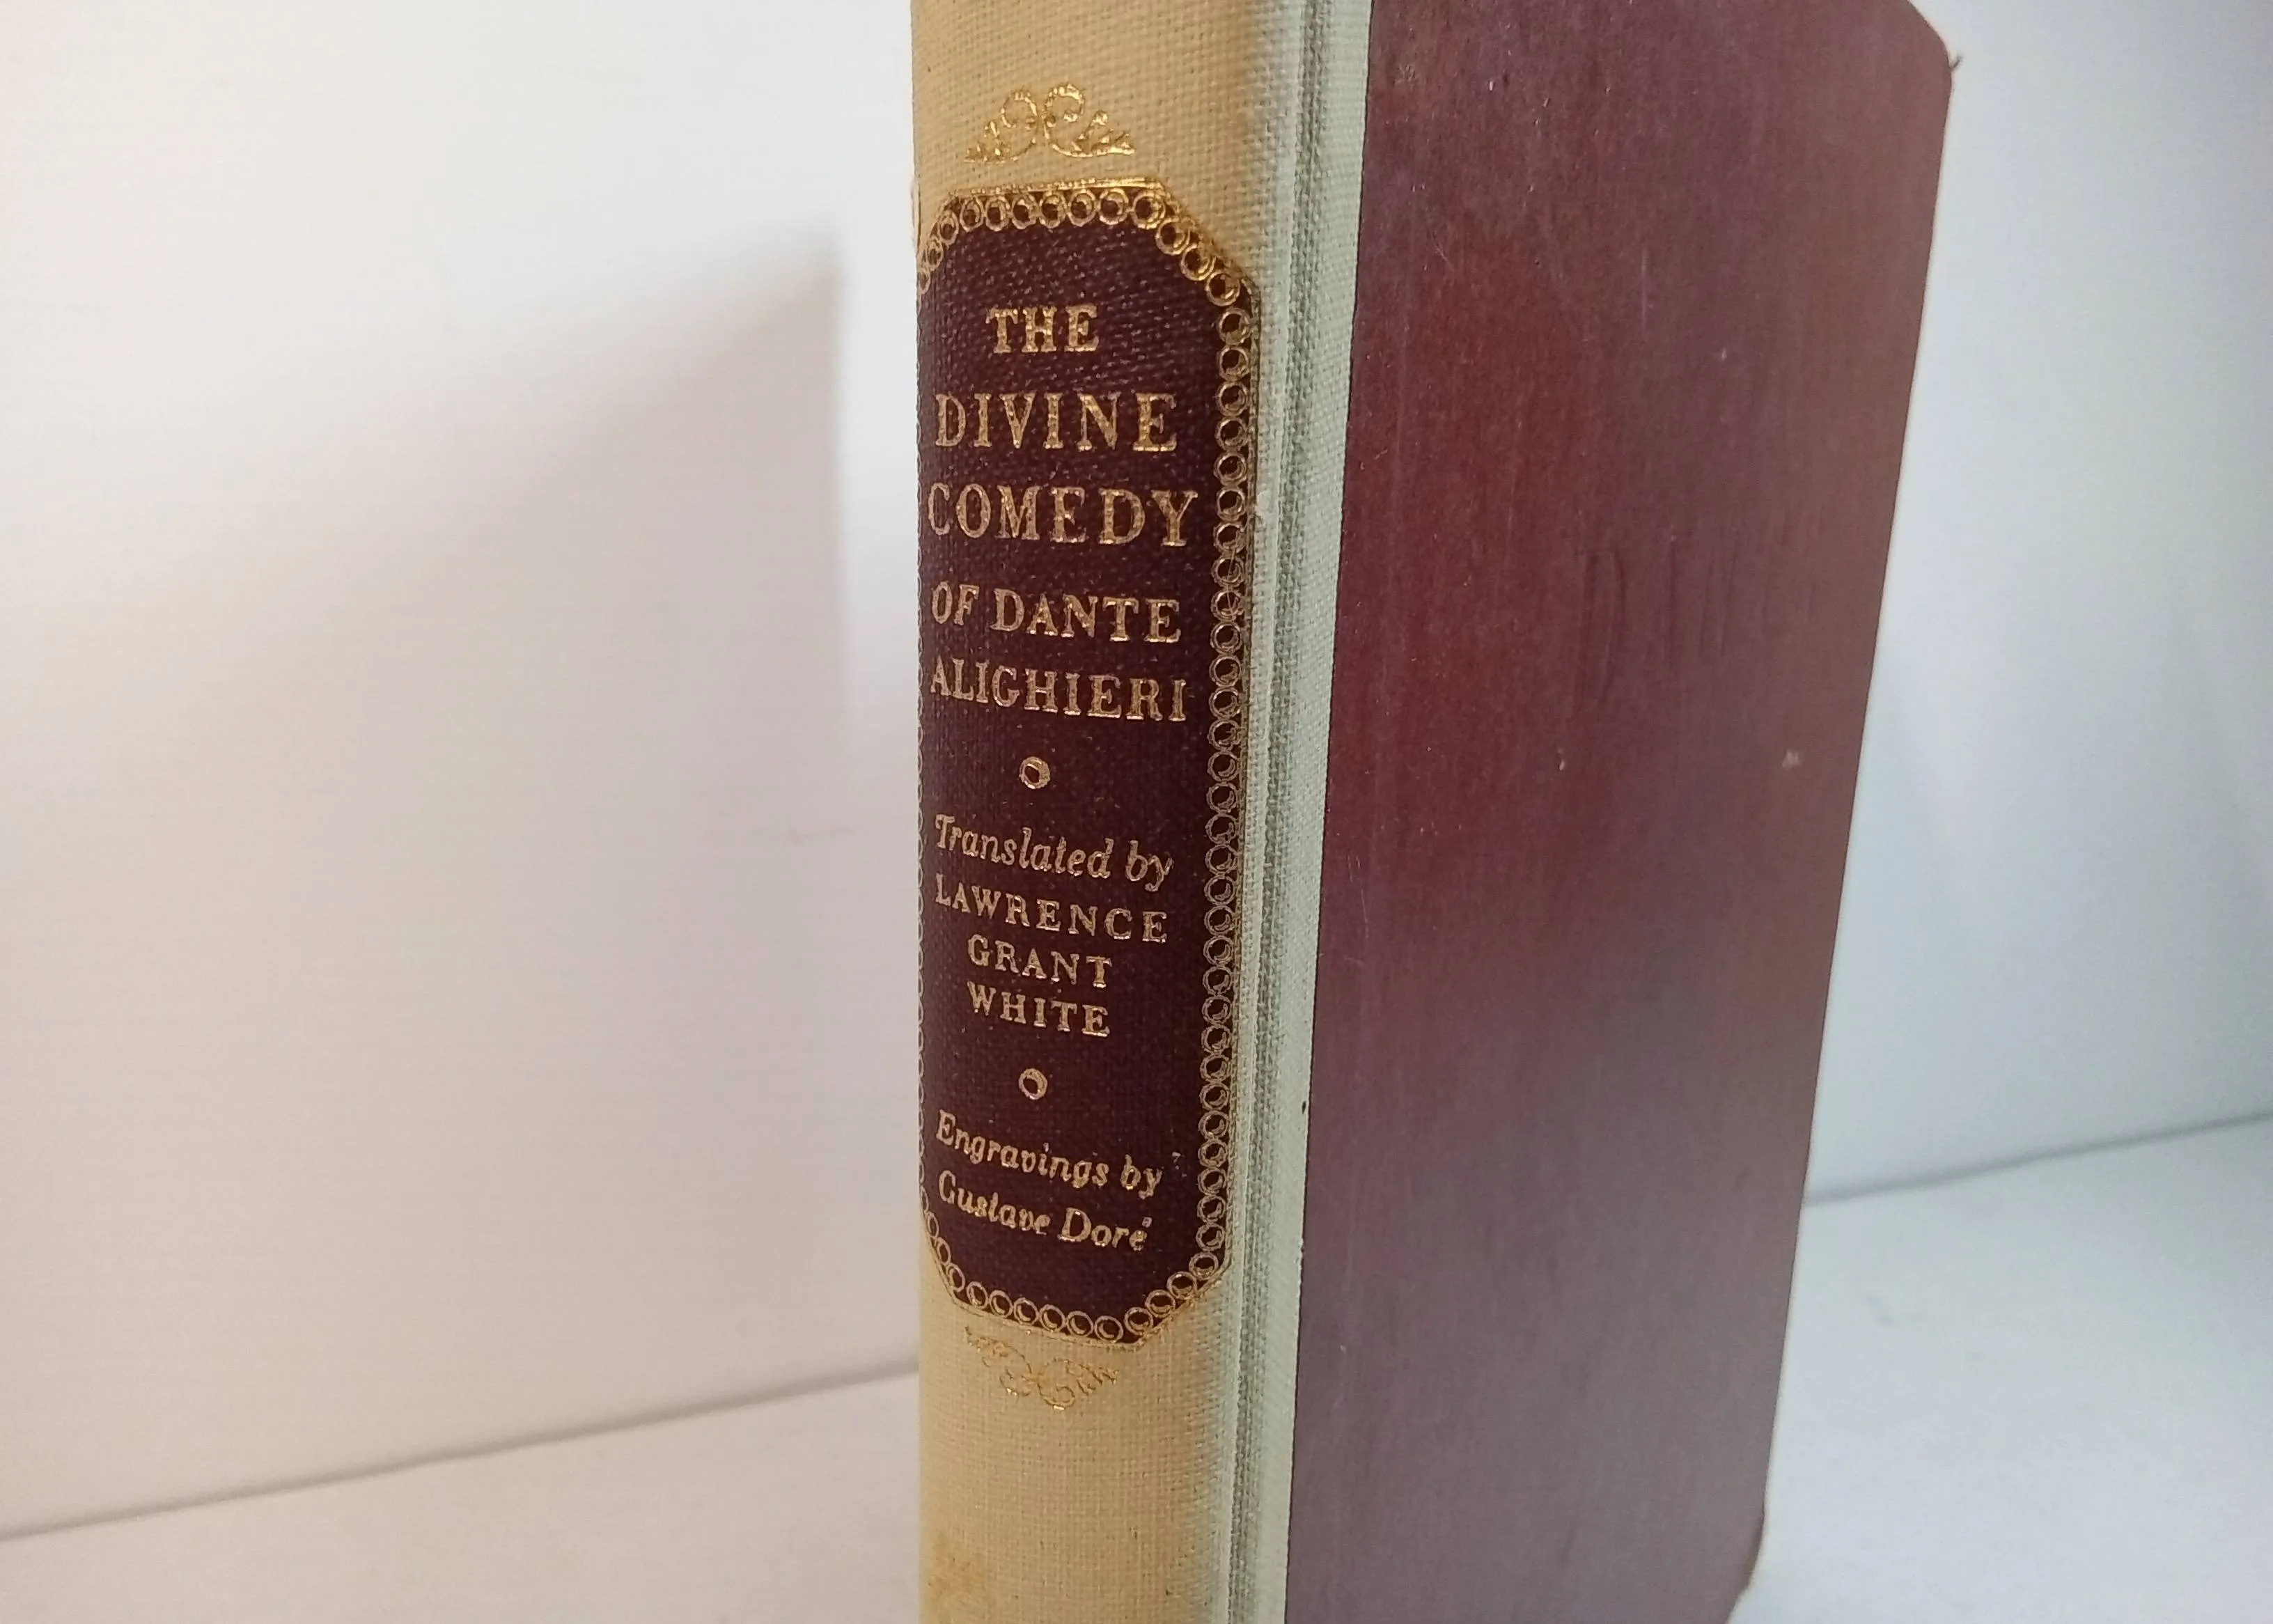 THE
DIVINE
COMEDY
OF DANTE
ALIGHIERI
Translated by
LAWRENCE
GRANT
WHITE
Engravings by
Gustave Doré